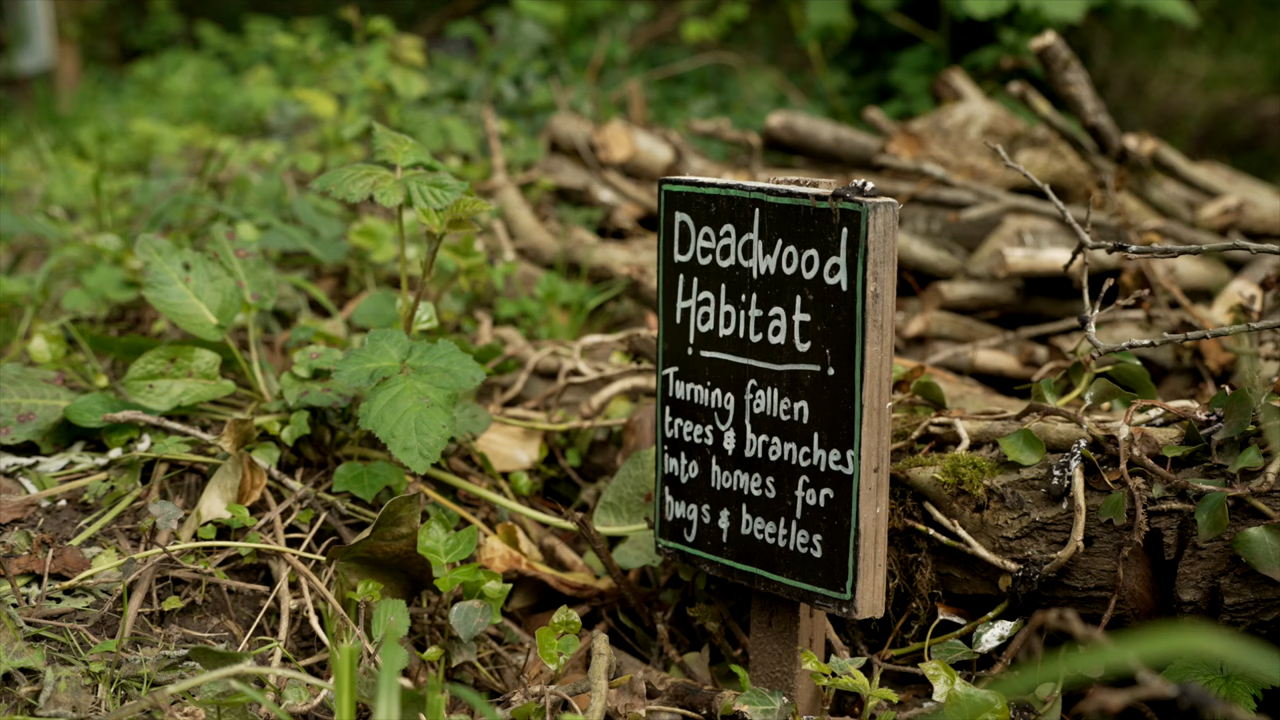 Deadwood
Habitat
Turning fallen
trees & branches
into homes for
bugs & beetles